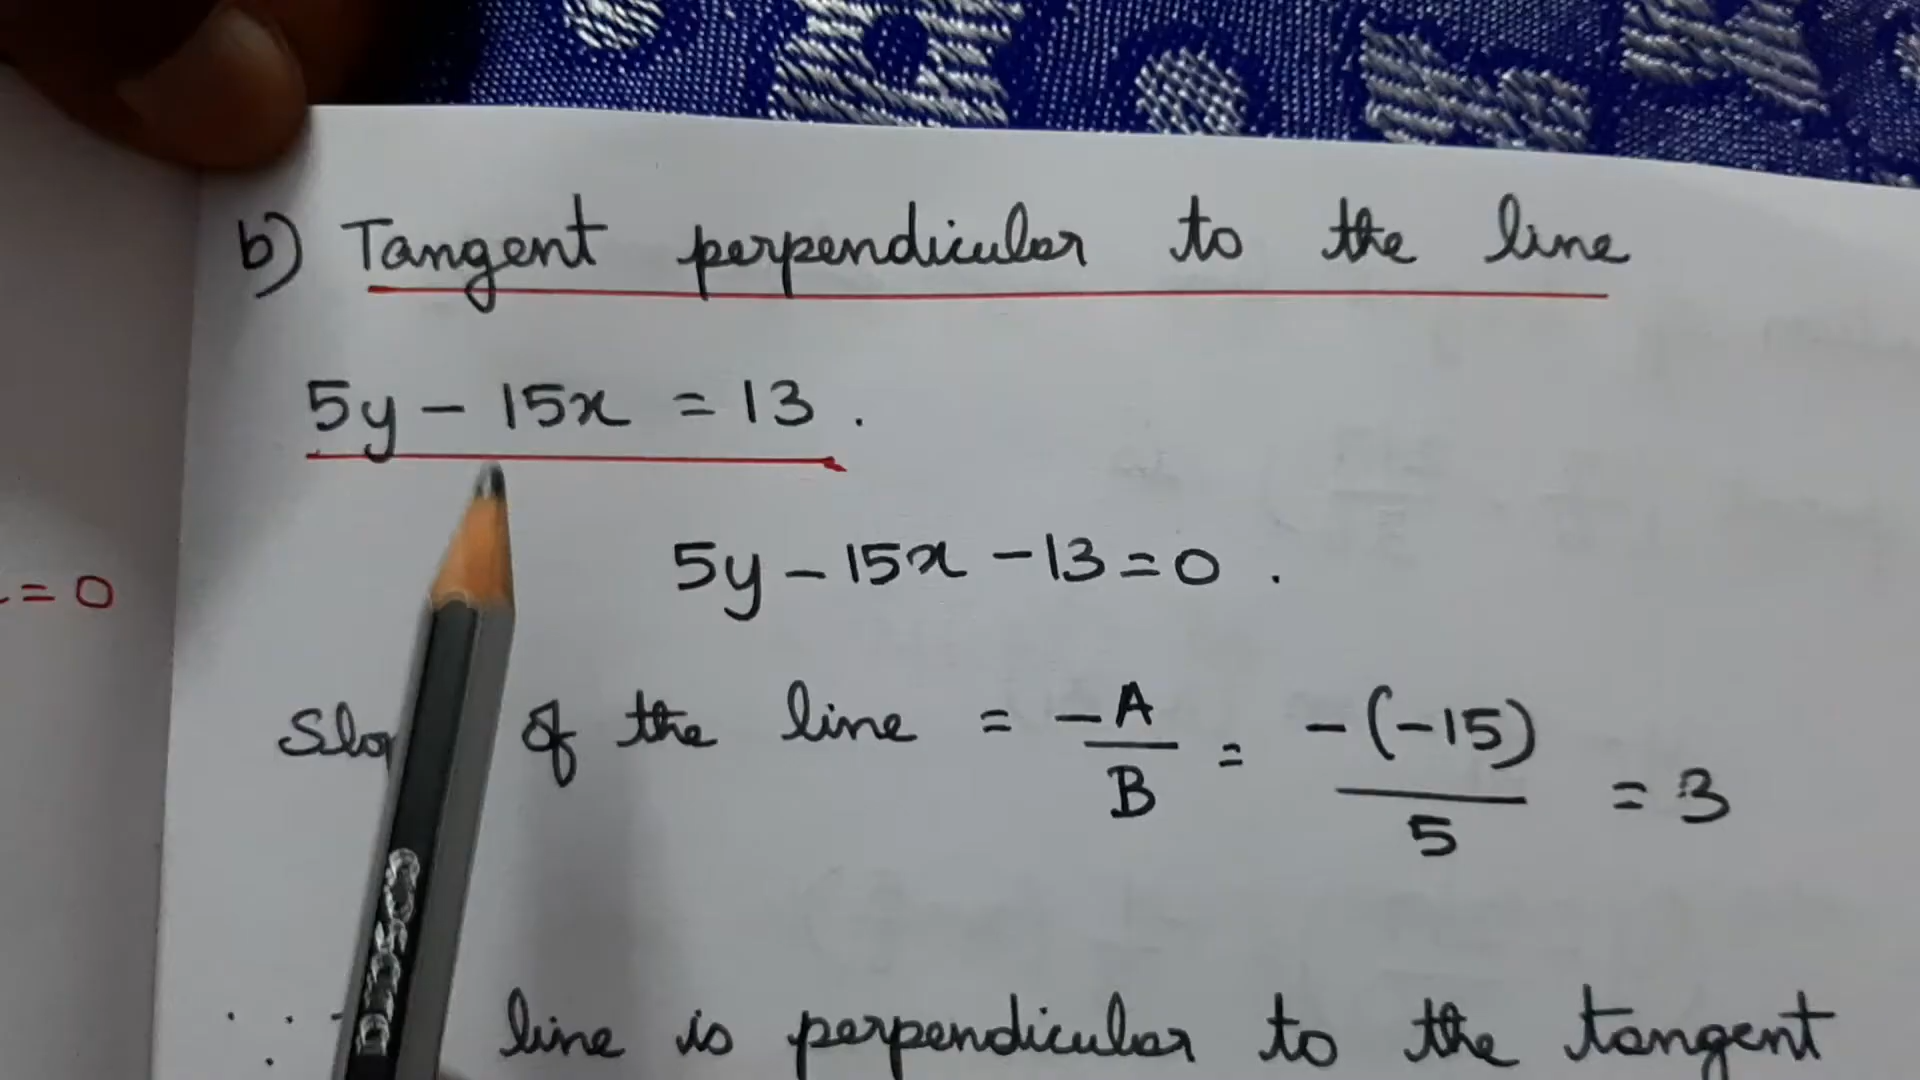 b) Tangent perpendicular to the line
5y - 15x = 13 .
5y - 15x - 13 = 0 .
= 0
of the line = -A/B = -(-15)/5 = 3
line is perpendicular to the tangent